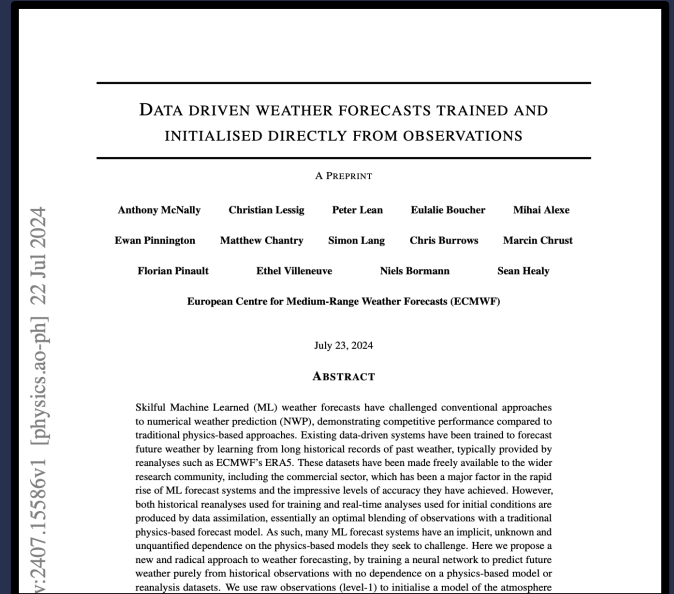 DATA DRIVEN WEATHER FORECASTS TRAINED AND
INITIALISED DIRECTLY FROM OBSERVATIONS
A PREPRINT
Anthony McNally Christian Lessig Peter Lean Eulalie Boucher Mihai Alexe
Ewan Pinnington Matthew Chantry Simon Lang Chris Burrows Marcin Chrust
Florian Pinault Ethel Villeneuve Niels Bormann Sean Healy
European Centre for Medium-Range Weather Forecasts (ECMWF)
July 23, 2024
ABSTRACT
Skilful Machine Learned (ML) weather forecasts have challenged conventional approaches
to numerical weather prediction (NWP), demonstrating competitive performance compared to
traditional physics-based approaches. Existing data-driven systems have been trained to forecast
future weather by learning from long historical records of past weather, typically provided by
reanalyses such as ECMWF's ERA5. These datasets have been made freely available to the wider
research community, including the commercial sector, which has been a major factor in the rapid
rise of ML forecast systems and the impressive levels of accuracy they have achieved. However,
both historical reanalyses used for training and real-time analyses used for initial conditions are
produced by data assimilation, essentially an optimal blending of observations with a traditional
physics-based forecast model. As such, many ML forecast systems have an implicit, unknown and
unquantified dependence on the physics-based models they seek to challenge. Here we propose a
new and radical approach to weather forecasting, by training a neural network to predict future
weather purely from historical observations with no dependence on a physics-based model or
reanalysis datasets. We use raw observations (level-1) to initialise a model of the atmosphere
v:2407.15586v1 [physics.ao-ph] 22 Jul 2024